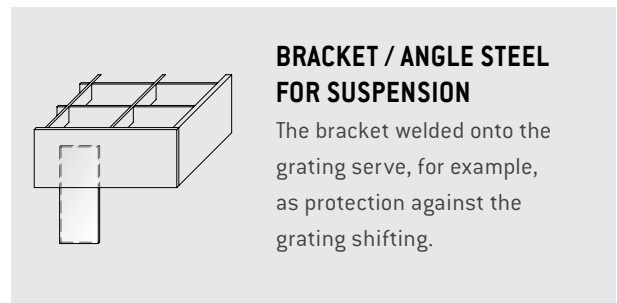 BRACKET / ANGLE STEEL
FOR SUSPENSION
The bracket welded onto the
grating serve, for example,
as protection against the
grating shifting.